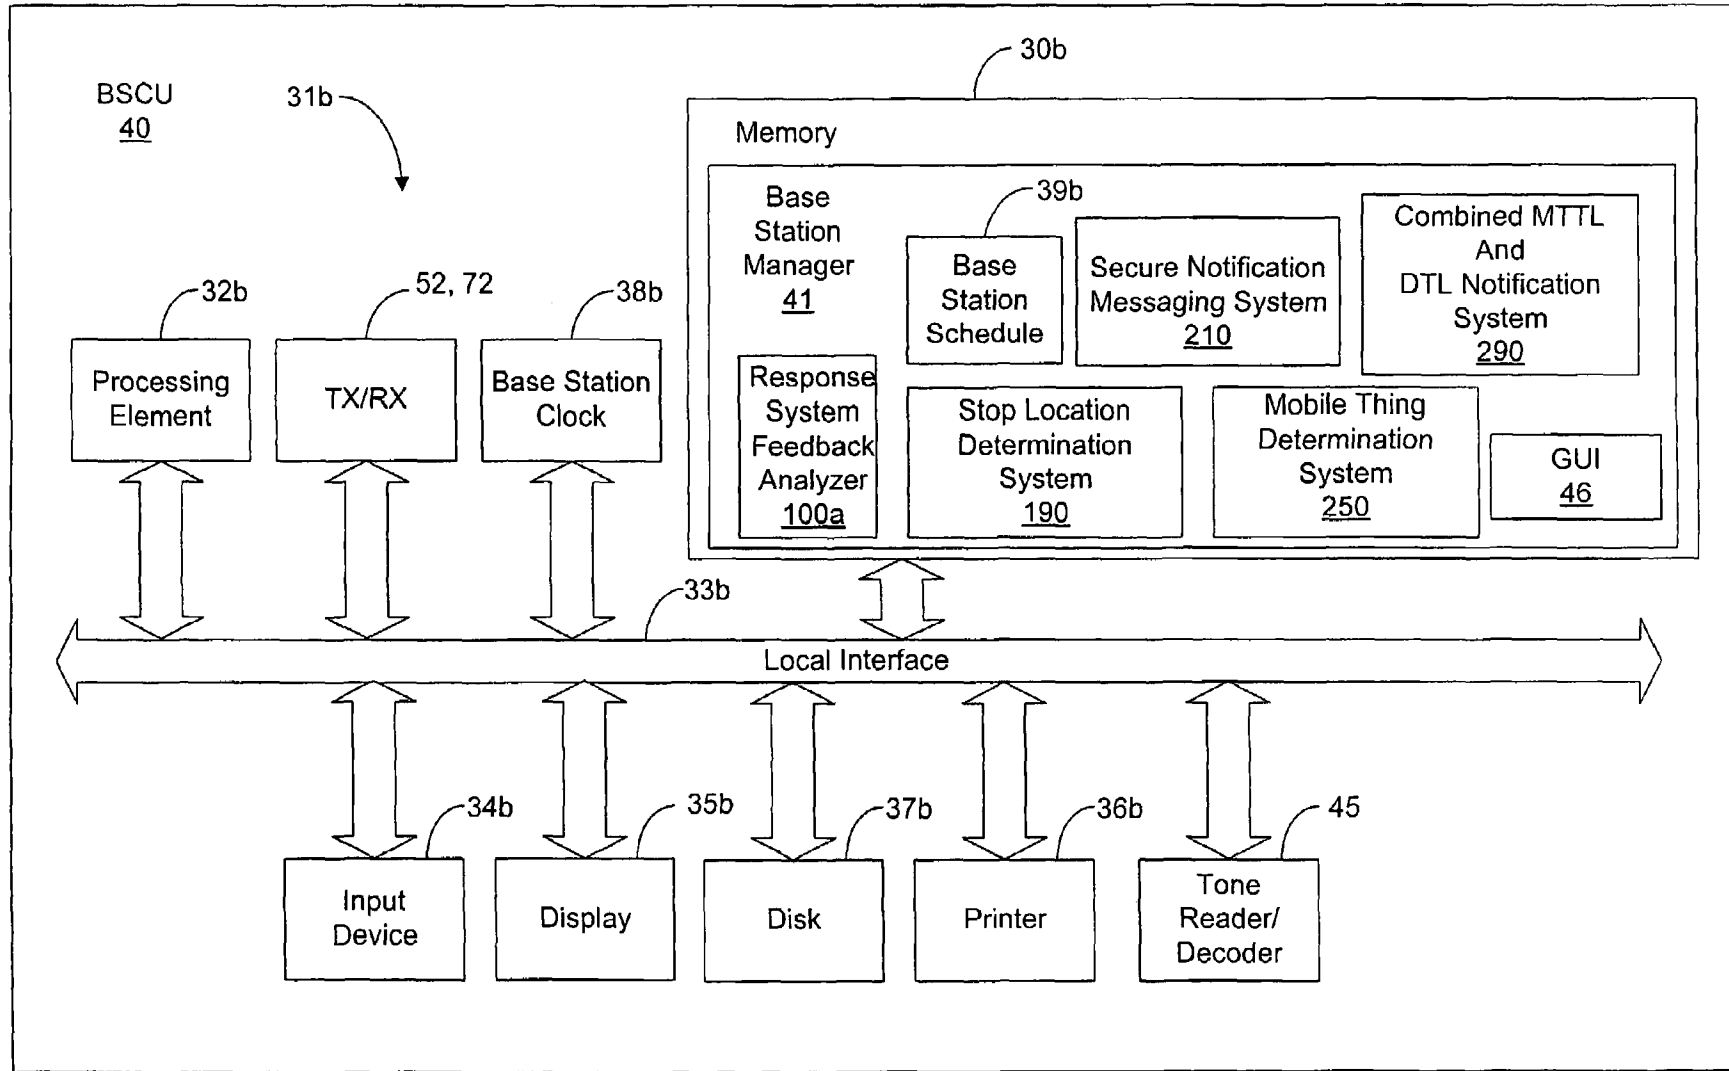 30b
BSCU
40
31b
Memory
Base
Station
Manager
41
39b
Base
Station
Schedule
Secure Notification
Messaging System
210
Combined MTTL
And
DTL Notification
System
290
32b
52, 72
38b
Processing
Element
TX/RX
Base Station
Clock
Response
System
Feedback
Analyzer
100a
Stop Location
Determination
System
190
Mobile Thing
Determination
System
250
GUI
46
33b
Local Interface
34b
35b
37b
36b
45
Input
Device
Display
Disk
Printer
Tone
Reader/
Decoder